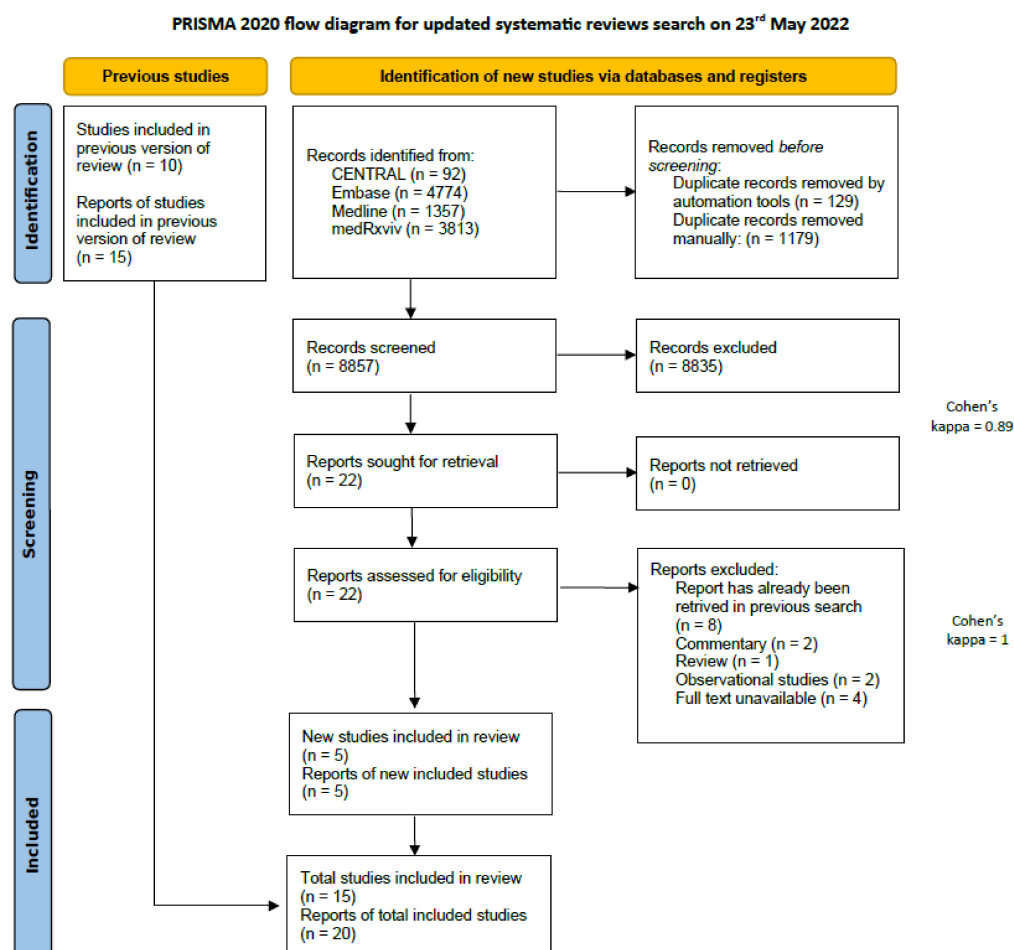 PRISMA 2020 flow diagram for updated systematic reviews search on 23rd May 2022
Previous studies
Identification of new studies via databases and registers
Identification
Studies included in
previous version of
review (n = 10)
Reports of studies
included in previous
version of review
(n = 15)
Records identified from:
CENTRAL (n = 92)
Embase (n = 4774)
Medline (n = 1357)
medRxviv (n = 3813)
Records removed before
screening:
Duplicate records removed by
automation tools (n = 129)
Duplicate records removed
manually: (n = 1179)
Screening
Records screened
(n = 8857)
Records excluded
(n = 8835)
Cohen's
kappa = 0.89
Reports sought for retrieval
(n = 22)
Reports not retrieved
(n = 0)
Reports assessed for eligibility
(n = 22)
Reports excluded:
Report has already been
retrived in previous search
(n = 8)
Commentary (n = 2)
Review (n = 1)
Observational studies (n = 2)
Full text unavailable (n = 4)
Cohen's
kappa = 1
Included
New studies included in review
(n = 5)
Reports of new included studies
(n = 5)
Total studies included in review
(n = 15)
Reports of total included studies
(n = 20)